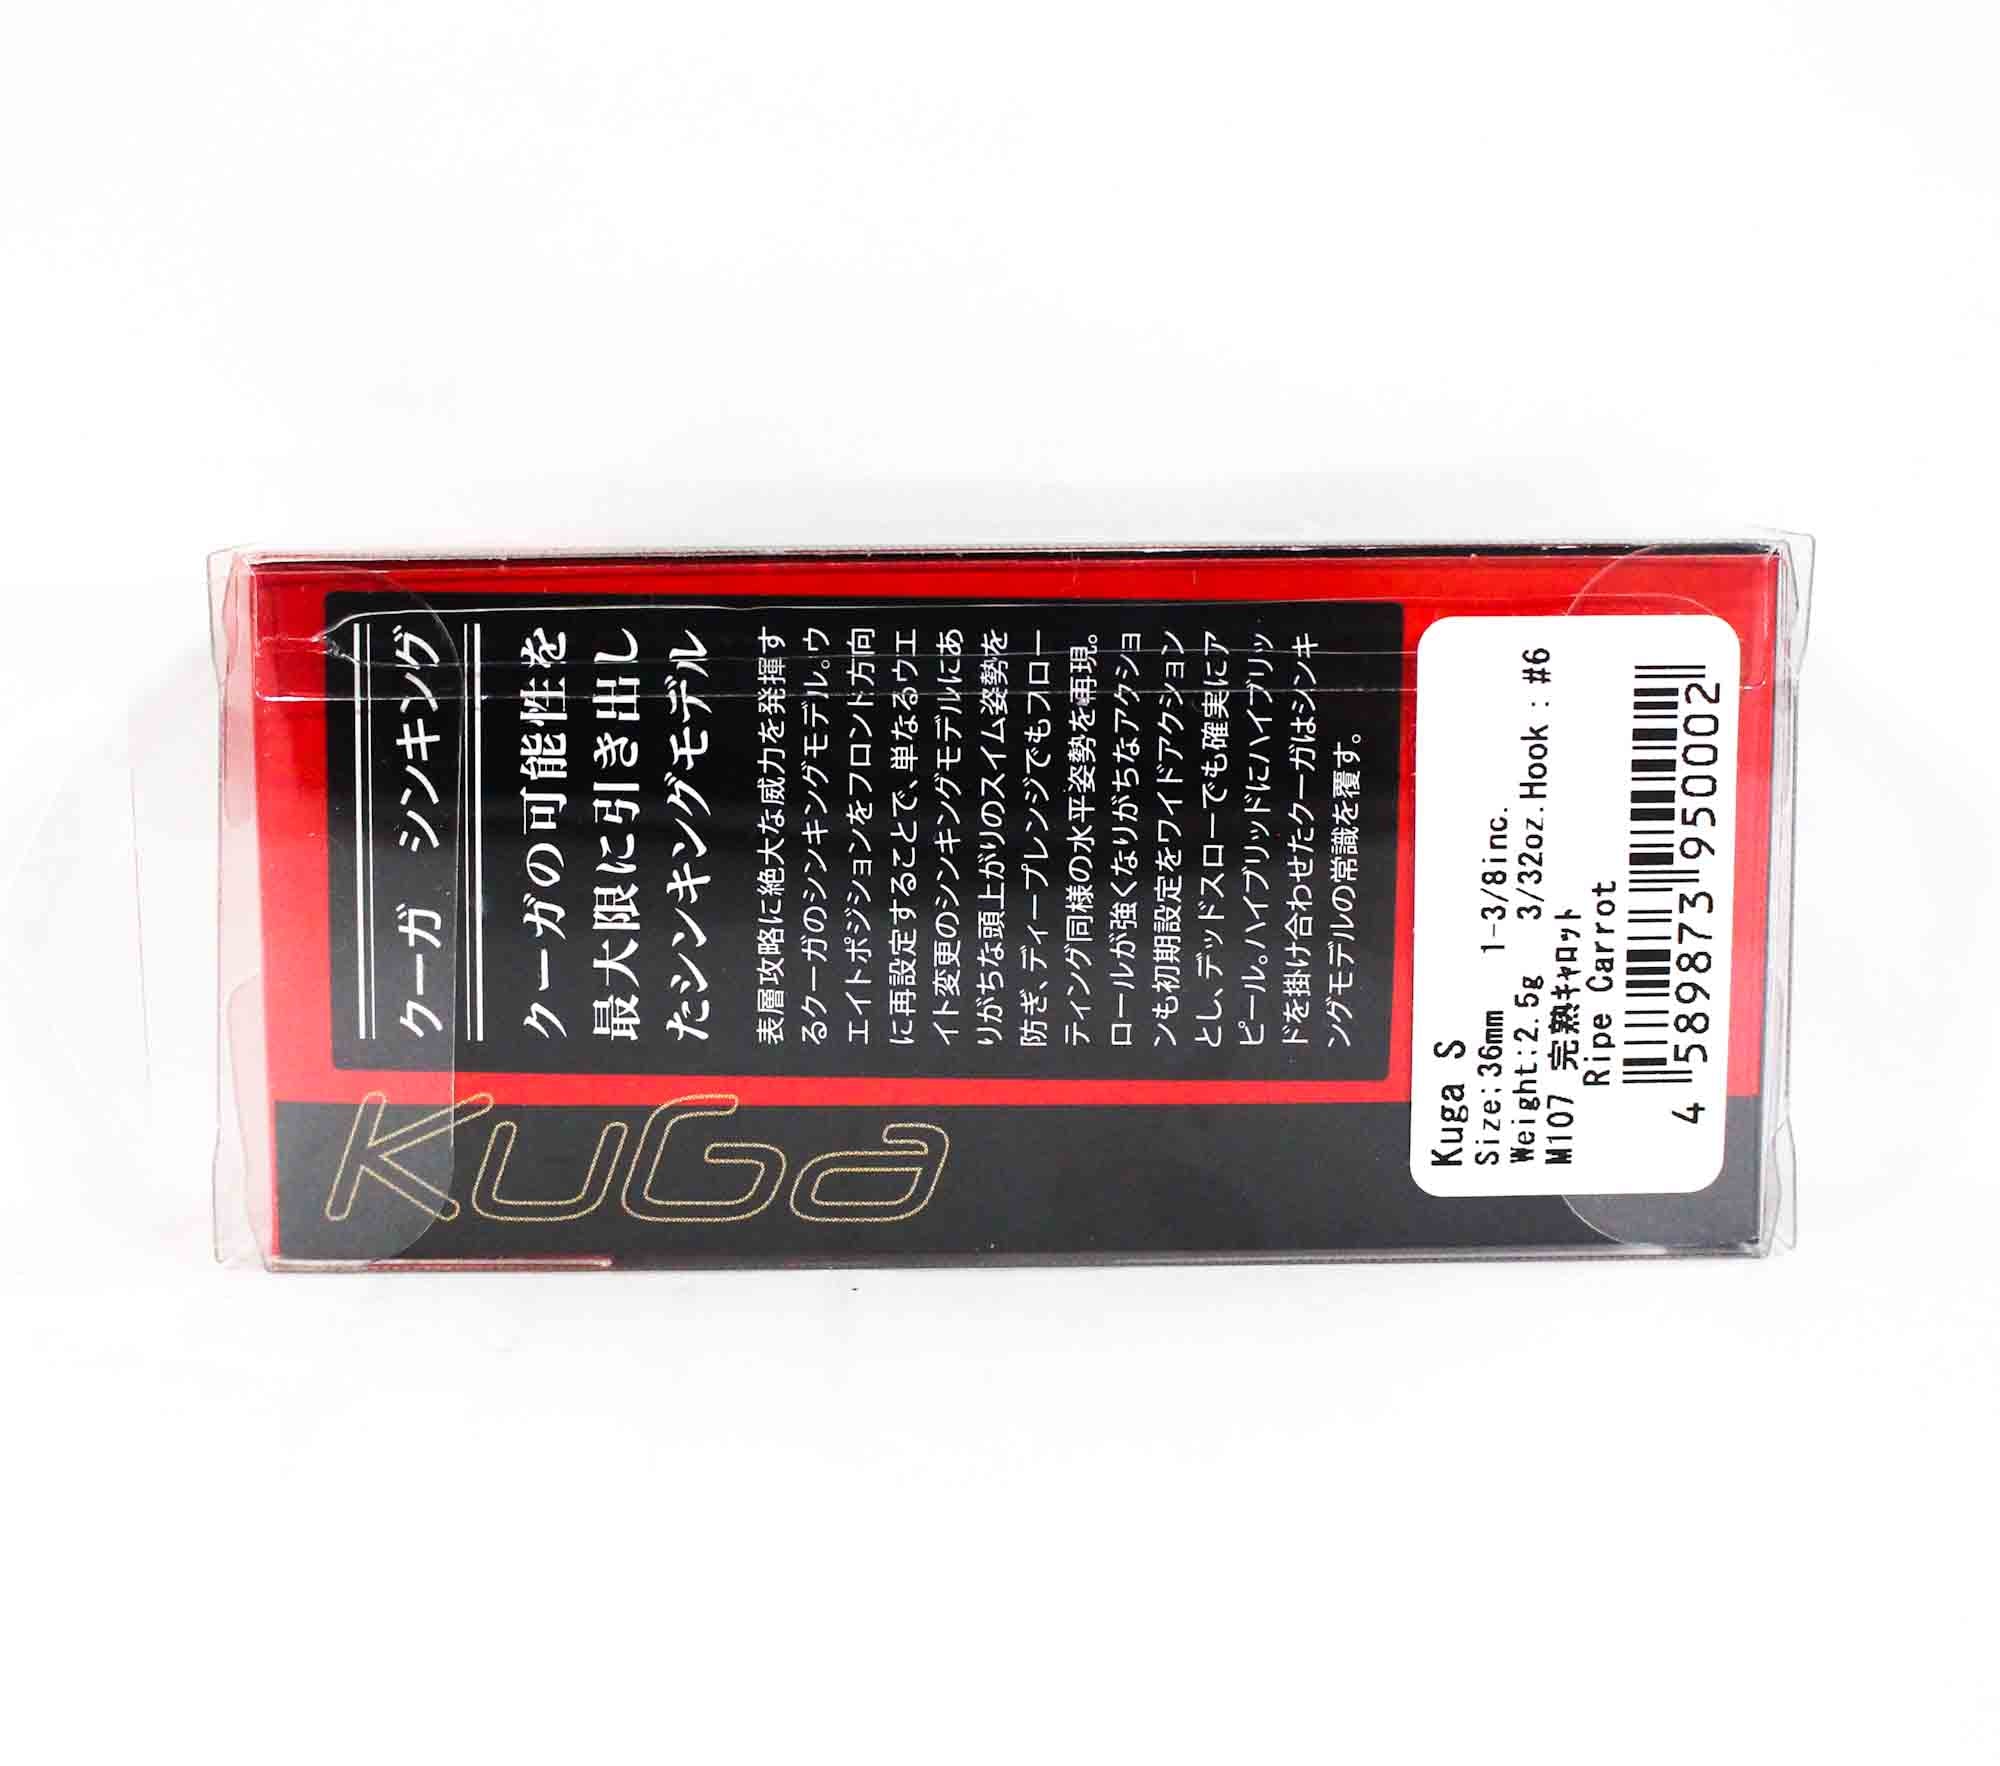 クーガ シンキング
クーガの可能性を
最大限に引き出し
たシンキングモデル
表層攻略に絶大な威力を発揮す
るクーガのシンキングモデル。ウ
エイトポジションをフロント方向
に再設定することで、単なるウエ
イト変更のシンキングモデルにあ
りがちな頭上がりのスイム姿勢を
防ぎ、ディープレンジでもフロー
ティング同様の水平姿勢を再現。
ロールが強くなりがちなアクショ
ンも初期設定をワイドアクション
とし、デッドスローでも確実にア
ピール。ハイブリッドにハイブリッ
ドを掛け合わせたクーガはシンキ
ングモデルの常識を覆す。
KuGa
Kuga S
Size:36mm 1-3/8inc.
Weight:2.5g 3/32oz.Hook : #6
M107 完熟キャロット
Ripe Carrot
4 589873 950002